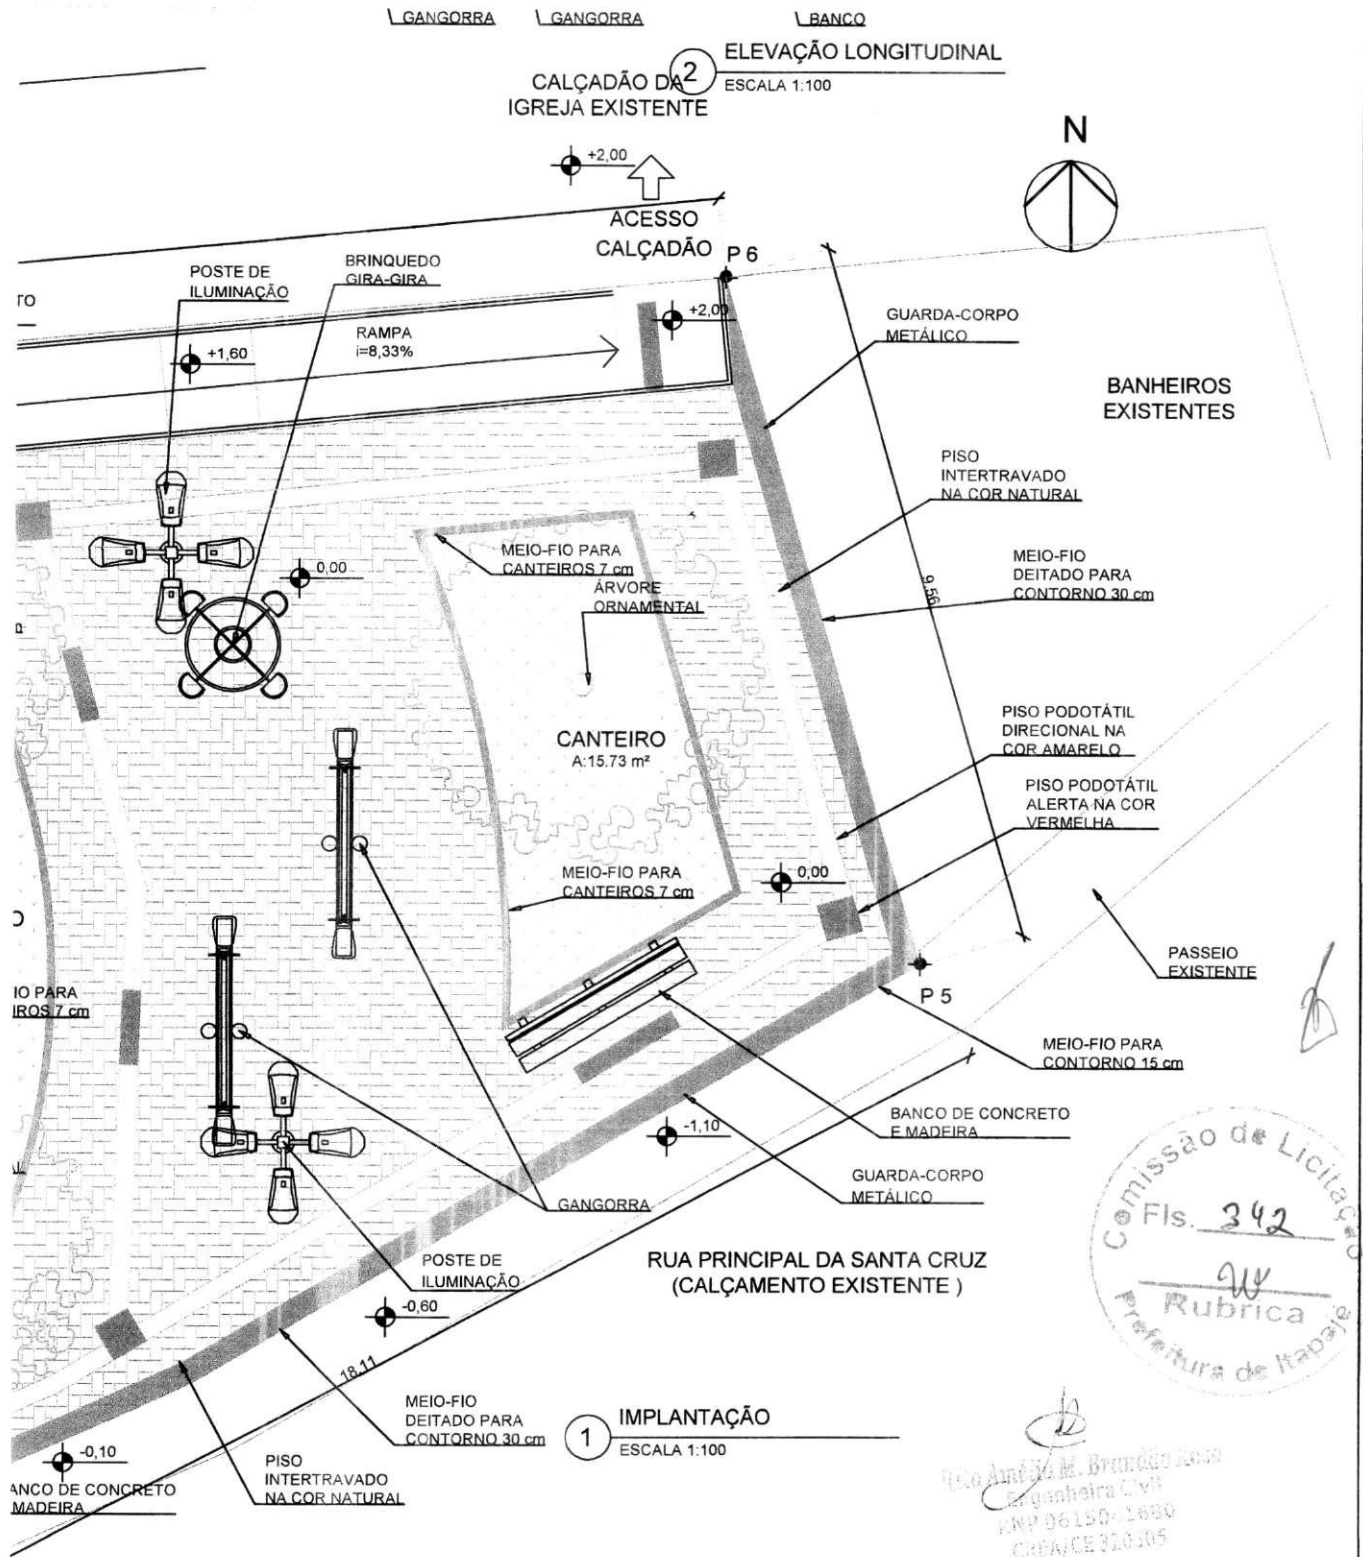 GANGORRA
GANGORRA
BANCO
2
ELEVAÇÃO LONGITUDINAL
ESCALA 1:100
CALÇADÃO DA
IGREJA EXISTENTE
+2,00
N
ACESSO
CALÇADÃO
P 6
POSTE DE
ILUMINAÇÃO
BRINQUEDO
GIRA-GIRA
TO
+2,00
GUARDA-CORPO
METÁLICO
RAMPA
i=8,33%
+1,60
BANHEIROS
EXISTENTES
PISO
INTERTRAVADO
NA COR NATURAL
MEIO-FIO PARA
CANTEIROS 7 cm
0,00
ÁRVORE
ORNAMENTAL
MEIO-FIO
DEITADO PARA
CONTORNO 30 cm
9,56
CANTEIRO
A:15.73 m²
PISO PODOTÁTIL
DIRECIONAL NA
COR AMARELO
PISO PODOTÁTIL
ALERTA NA COR
VERMELHA
MEIO-FIO PARA
CANTEIROS 7 cm
0,00
PASSEIO
EXISTENTE
IO PARA
IROS 7 cm
P 5
MEIO-FIO PARA
CONTORNO 15 cm
BANCO DE CONCRETO
E MADEIRA
-1,10
GUARDA-CORPO
METÁLICO
GANGORRA
Comissão de Licitação
Fls. 342
Rubrica
POSTE DE
ILUMINAÇÃO
RUA PRINCIPAL DA SANTA CRUZ
(CALÇAMENTO EXISTENTE )
-0,60
18,11
MEIO-FIO
DEITADO PARA
CONTORNO 30 cm
1
IMPLANTAÇÃO
ESCALA 1:100
-0,10
PISO
INTERTRAVADO
NA COR NATURAL
ANCO DE CONCRETO
MADEIRA
Prefeitura de
Engenheira Civil